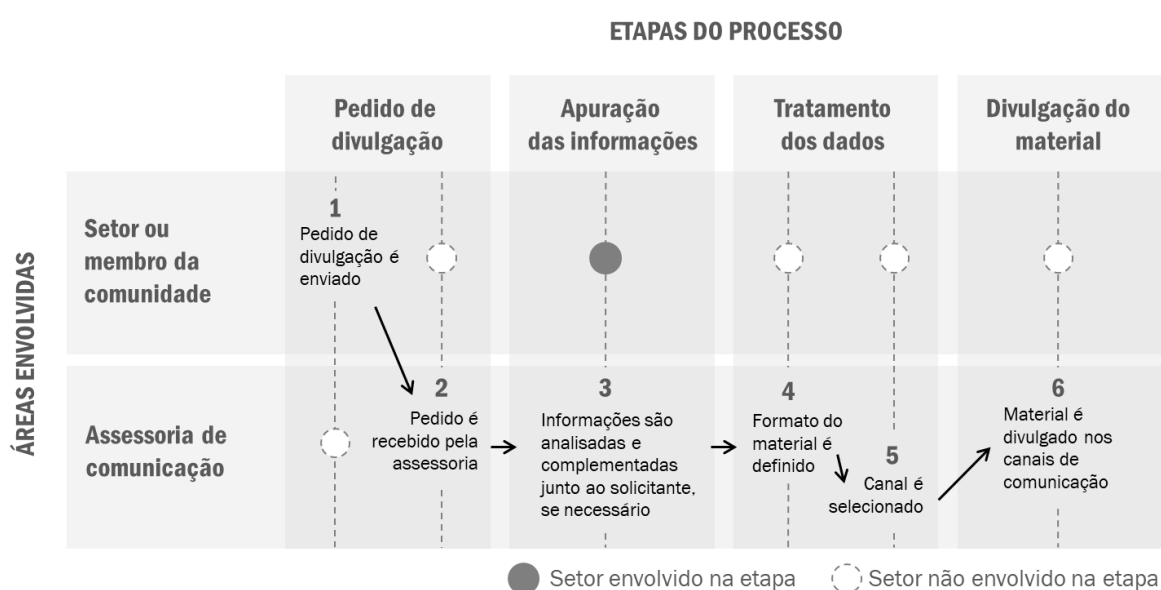 ETAPAS DO PROCESSO
Pedido de
divulgação
Apuração
das informações
Tratamento
dos dados
Divulgação do
material
ÁREAS ENVOLVIDAS
Setor ou
membro da
comunidade
1
Pedido de
divulgação é
enviado
Assessoria de
comunicação
2
Pedido é
recebido pela
assessoria
3
Informações são
analisadas e
complementadas
junto ao solicitante,
se necessário
4
Formato do
material é
definido
5
Canal é
selecionado
6
Material é
divulgado nos
canais de
comunicação
Setor envolvido na etapa
Setor não envolvido na etapa